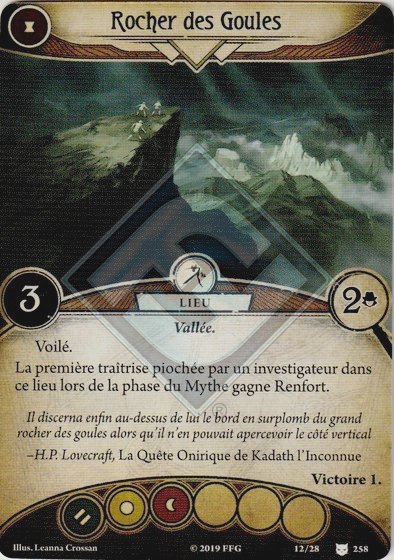 Rocher des Goules
3
LIEU
2
Vallée.
Voilé.
La première traîtrise piochée par un investigateur dans
ce lieu lors de la phase du Mythe gagne Renfort.
Il discerna enfin au-dessus de lui le bord en surplomb du grand
rocher des goules alors qu'il n'en pouvait apercevoir le côté vertical
–H.P. Lovecraft, La Quête Onirique de Kadath l'Inconnue
Victoire 1.
Illus. Leanna Crossan © 2019 FFG 12/28 258